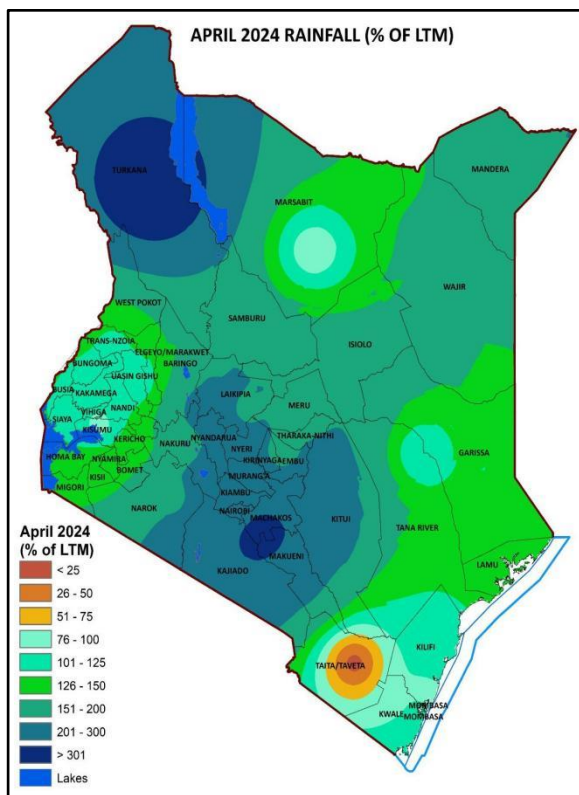 APRIL 2024 RAINFALL (% OF LTM)
MANDERA
TURKANA
MARSABIT
WAJIR
WEST POKOT
SAMBURU
ISIOLO
TRANS-NZOIA
ELGEYO/MARAKWET
BUNGOMA
BARINGO
UASIN GISHU
BUSIA
KAKAMEGA
LAIKIPIA
MERU
NANDI
VIHIGA
SIAYA
KISUMU
THARAKA-NITHI
KERICHO
NYANDARUA
NAKURU
NYERI
GARISSA
HOMA BAY
NYAMIRA
KIRINYAGA
EMBU
BOMET
MURANG'A
KISII
MIGORI
KIAMBU
NAROK
NAIROBI
MACHAKOS
KITUI
TANA RIVER
MAKUENI
KAJIADO
LAMU
KILIFI
TAITA/TAVETA
MOMBASA
KWALE
MOMBASA
April 2024
(% of LTM)
< 25
26 - 50
51 - 75
76 - 100
101 - 125
126 - 150
151 - 200
201 - 300
> 301
Lakes